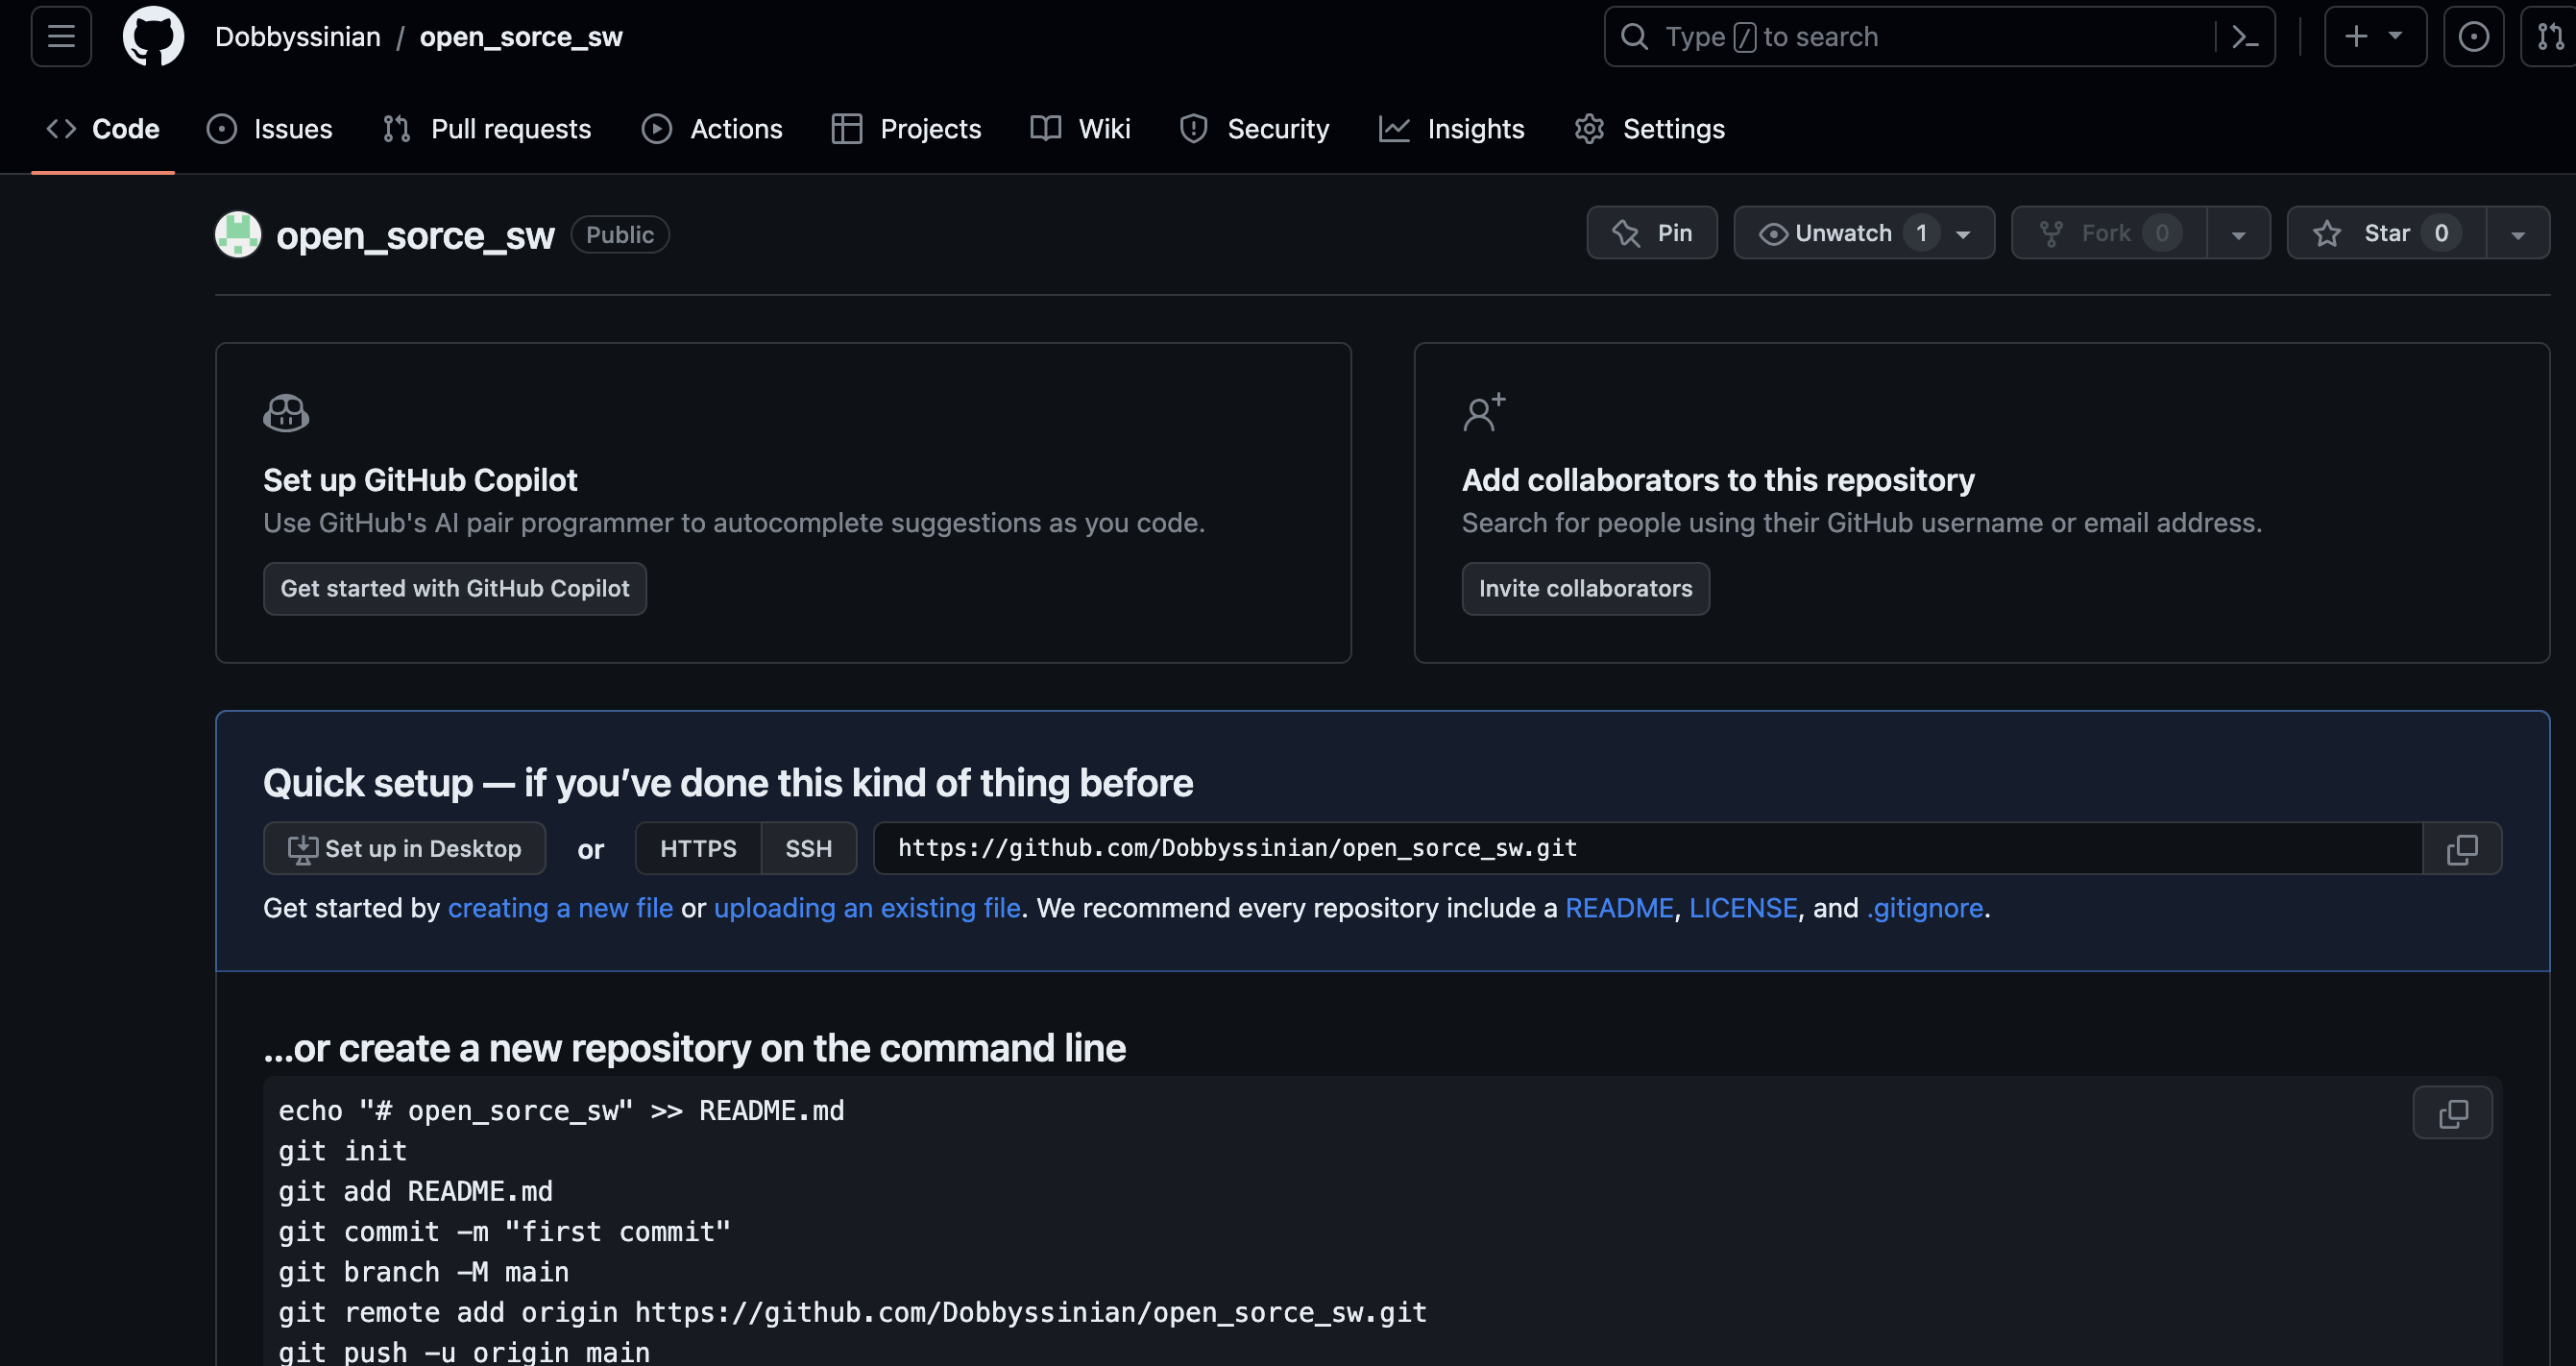 Dobbyssinian / open_sorce_sw
Type / to search
Code Issues Pull requests Actions Projects Wiki Security Insights Settings
open_sorce_sw Public
Pin Unwatch 1 Fork 0 Star 0
Set up GitHub Copilot
Use GitHub's AI pair programmer to autocomplete suggestions as you code.
Get started with GitHub Copilot
Add collaborators to this repository
Search for people using their GitHub username or email address.
Invite collaborators
Quick setup — if you’ve done this kind of thing before
Set up in Desktop or HTTPS SSH https://github.com/Dobbyssinian/open_sorce_sw.git
Get started by creating a new file or uploading an existing file. We recommend every repository include a README, LICENSE, and .gitignore.
…or create a new repository on the command line
echo "# open_sorce_sw" >> README.md
git init
git add README.md
git commit -m "first commit"
git branch -M main
git remote add origin https://github.com/Dobbyssinian/open_sorce_sw.git
git push -u origin main